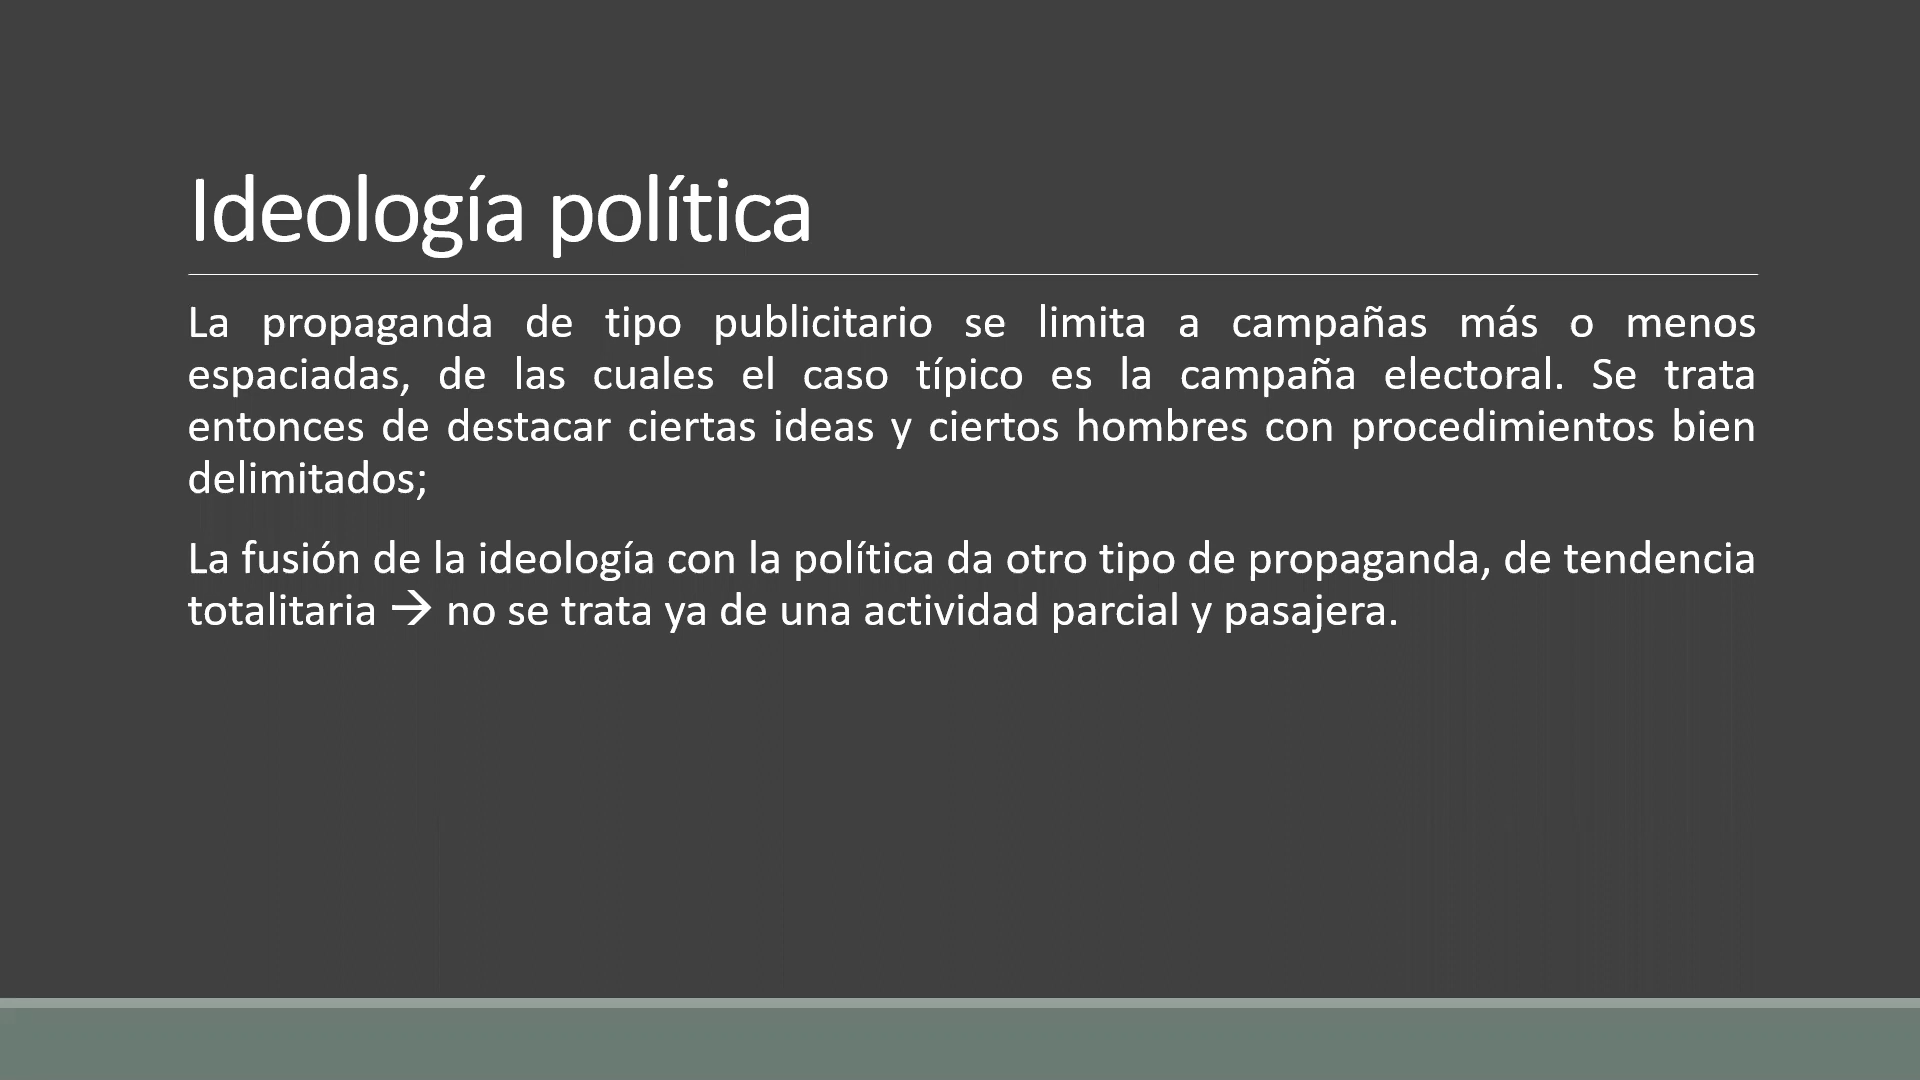 Ideología política
La propaganda de tipo publicitario se limita a campañas más o menos
espaciadas, de las cuales el caso típico es la campaña electoral. Se trata
entonces de destacar ciertas ideas y ciertos hombres con procedimientos bien
delimitados;
La fusión de la ideología con la política da otro tipo de propaganda, de tendencia
totalitaria → no se trata ya de una actividad parcial y pasajera.